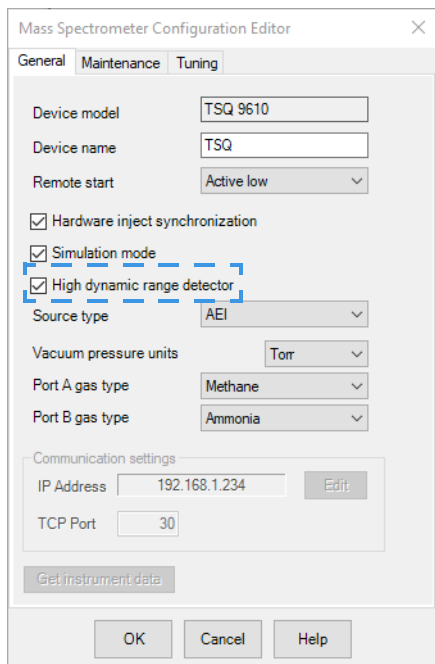 Mass Spectrometer Configuration Editor
General Maintenance Tuning
Device model TSQ 9610
Device name TSQ
Remote start Active low
Hardware inject synchronization
Simulation mode
High dynamic range detector
Source type AEI
Vacuum pressure units Torr
Port A gas type Methane
Port B gas type Ammonia
Communication settings
IP Address 192.168.1.234 Edit
TCP Port 30
Get instrument data
OK Cancel Help